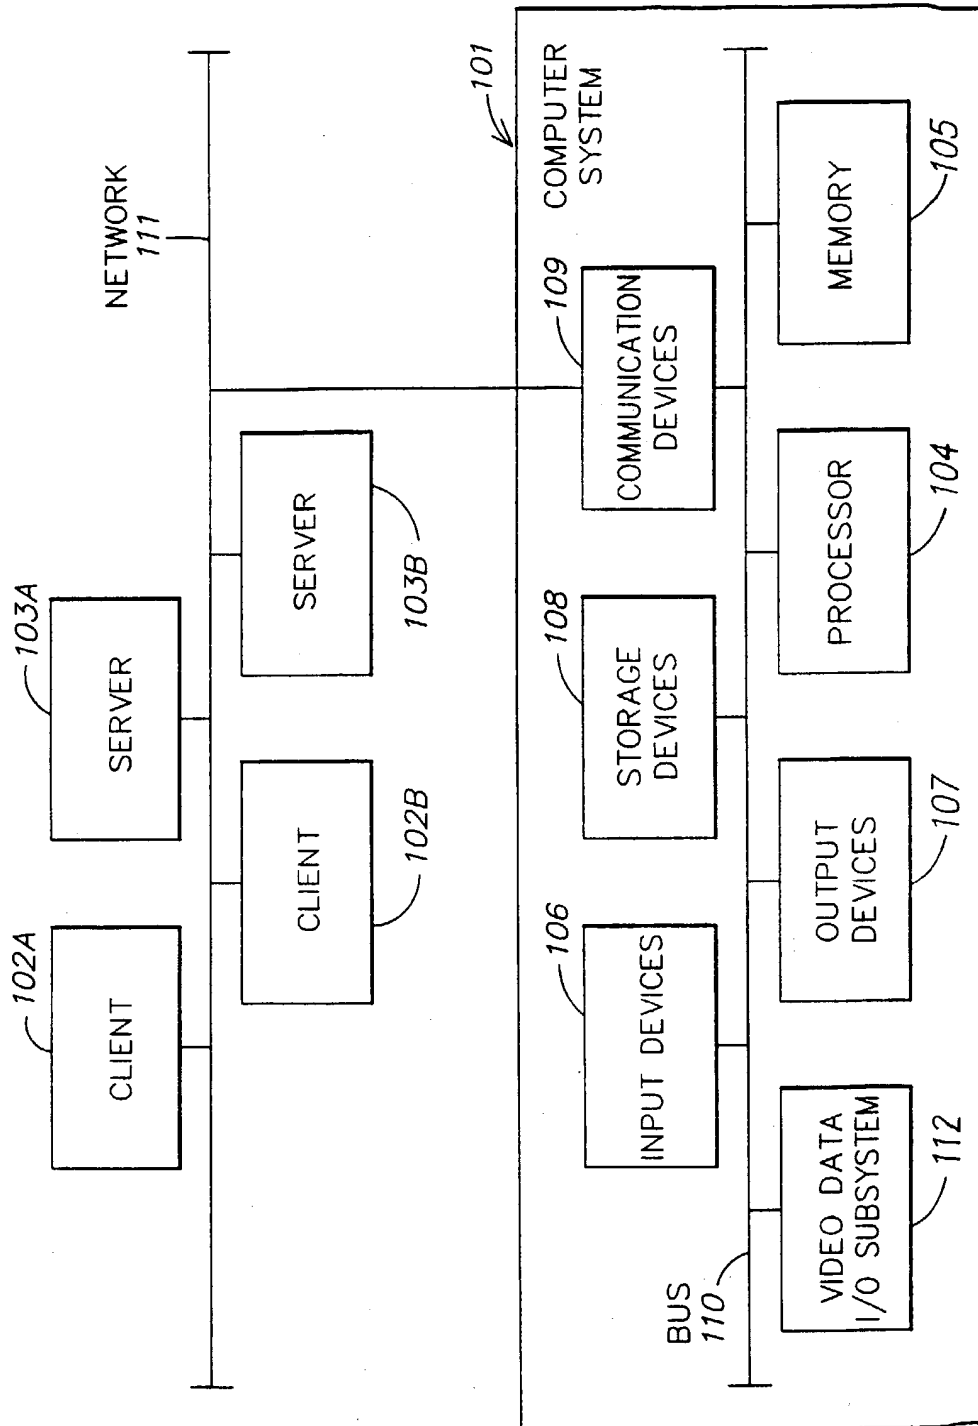 102A
CLIENT
103A
SERVER
NETWORK
111
CLIENT
102B
SERVER
103B
101
COMPUTER
SYSTEM
106
INPUT DEVICES
108
STORAGE
DEVICES
109
COMMUNICATION
DEVICES
BUS
110
VIDEO DATA
I/O SUBSYSTEM
112
OUTPUT
DEVICES
107
PROCESSOR
104
MEMORY
105